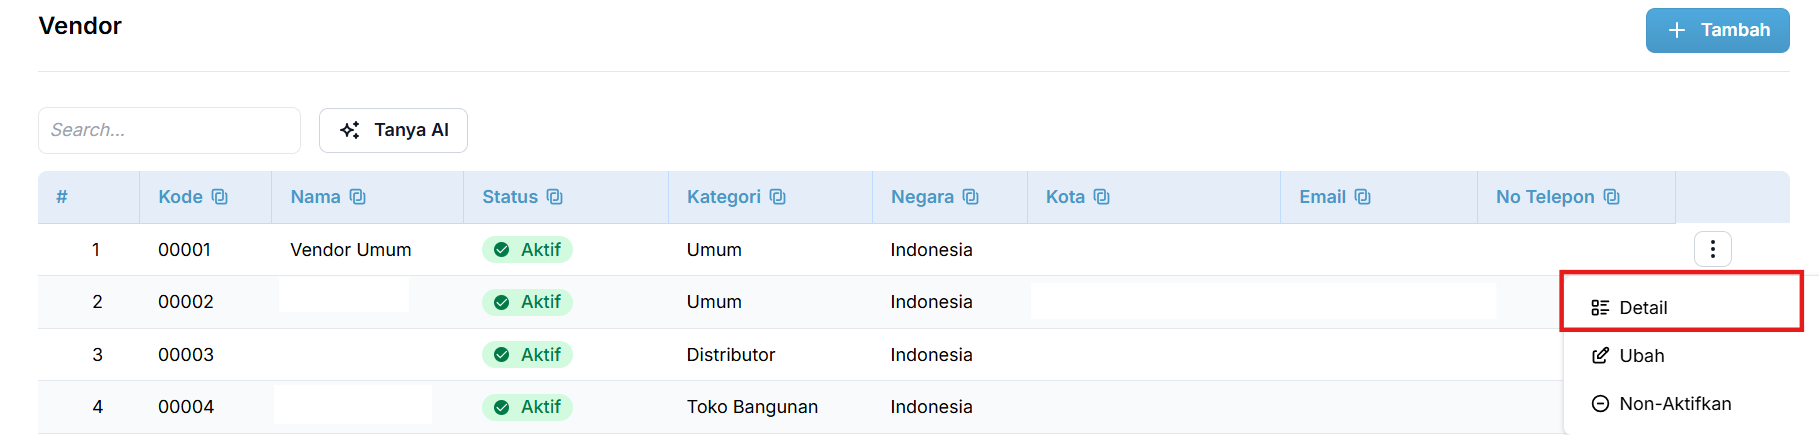 Vendor
+ Tambah
Search...
Tanya AI
# Kode Nama Status Kategori Negara Kota Email No Telepon
1 00001 Vendor Umum Aktif Umum Indonesia
2 00002 Aktif Umum Indonesia
Detail
3 00003 Aktif Distributor Indonesia
Ubah
4 00004 Aktif Toko Bangunan Indonesia
Non-Aktifkan